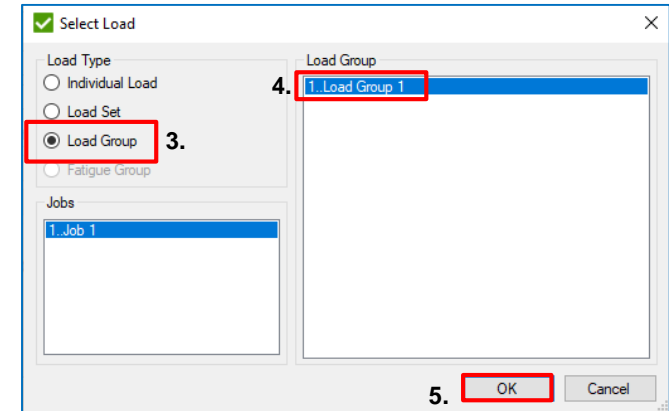 Select Load
Load Type
Individual Load
Load Set
Load Group 3.
Fatigue Group
Jobs
1..Job 1
Load Group
4. 1..Load Group 1
5. OK Cancel